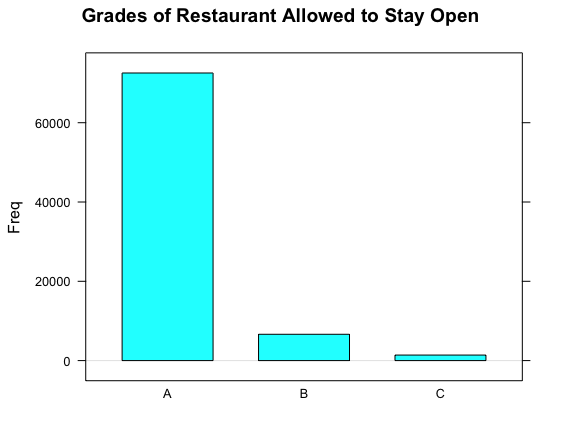 Grades of Restaurant Allowed to Stay Open
Freq
60000
40000
20000
0
A B C